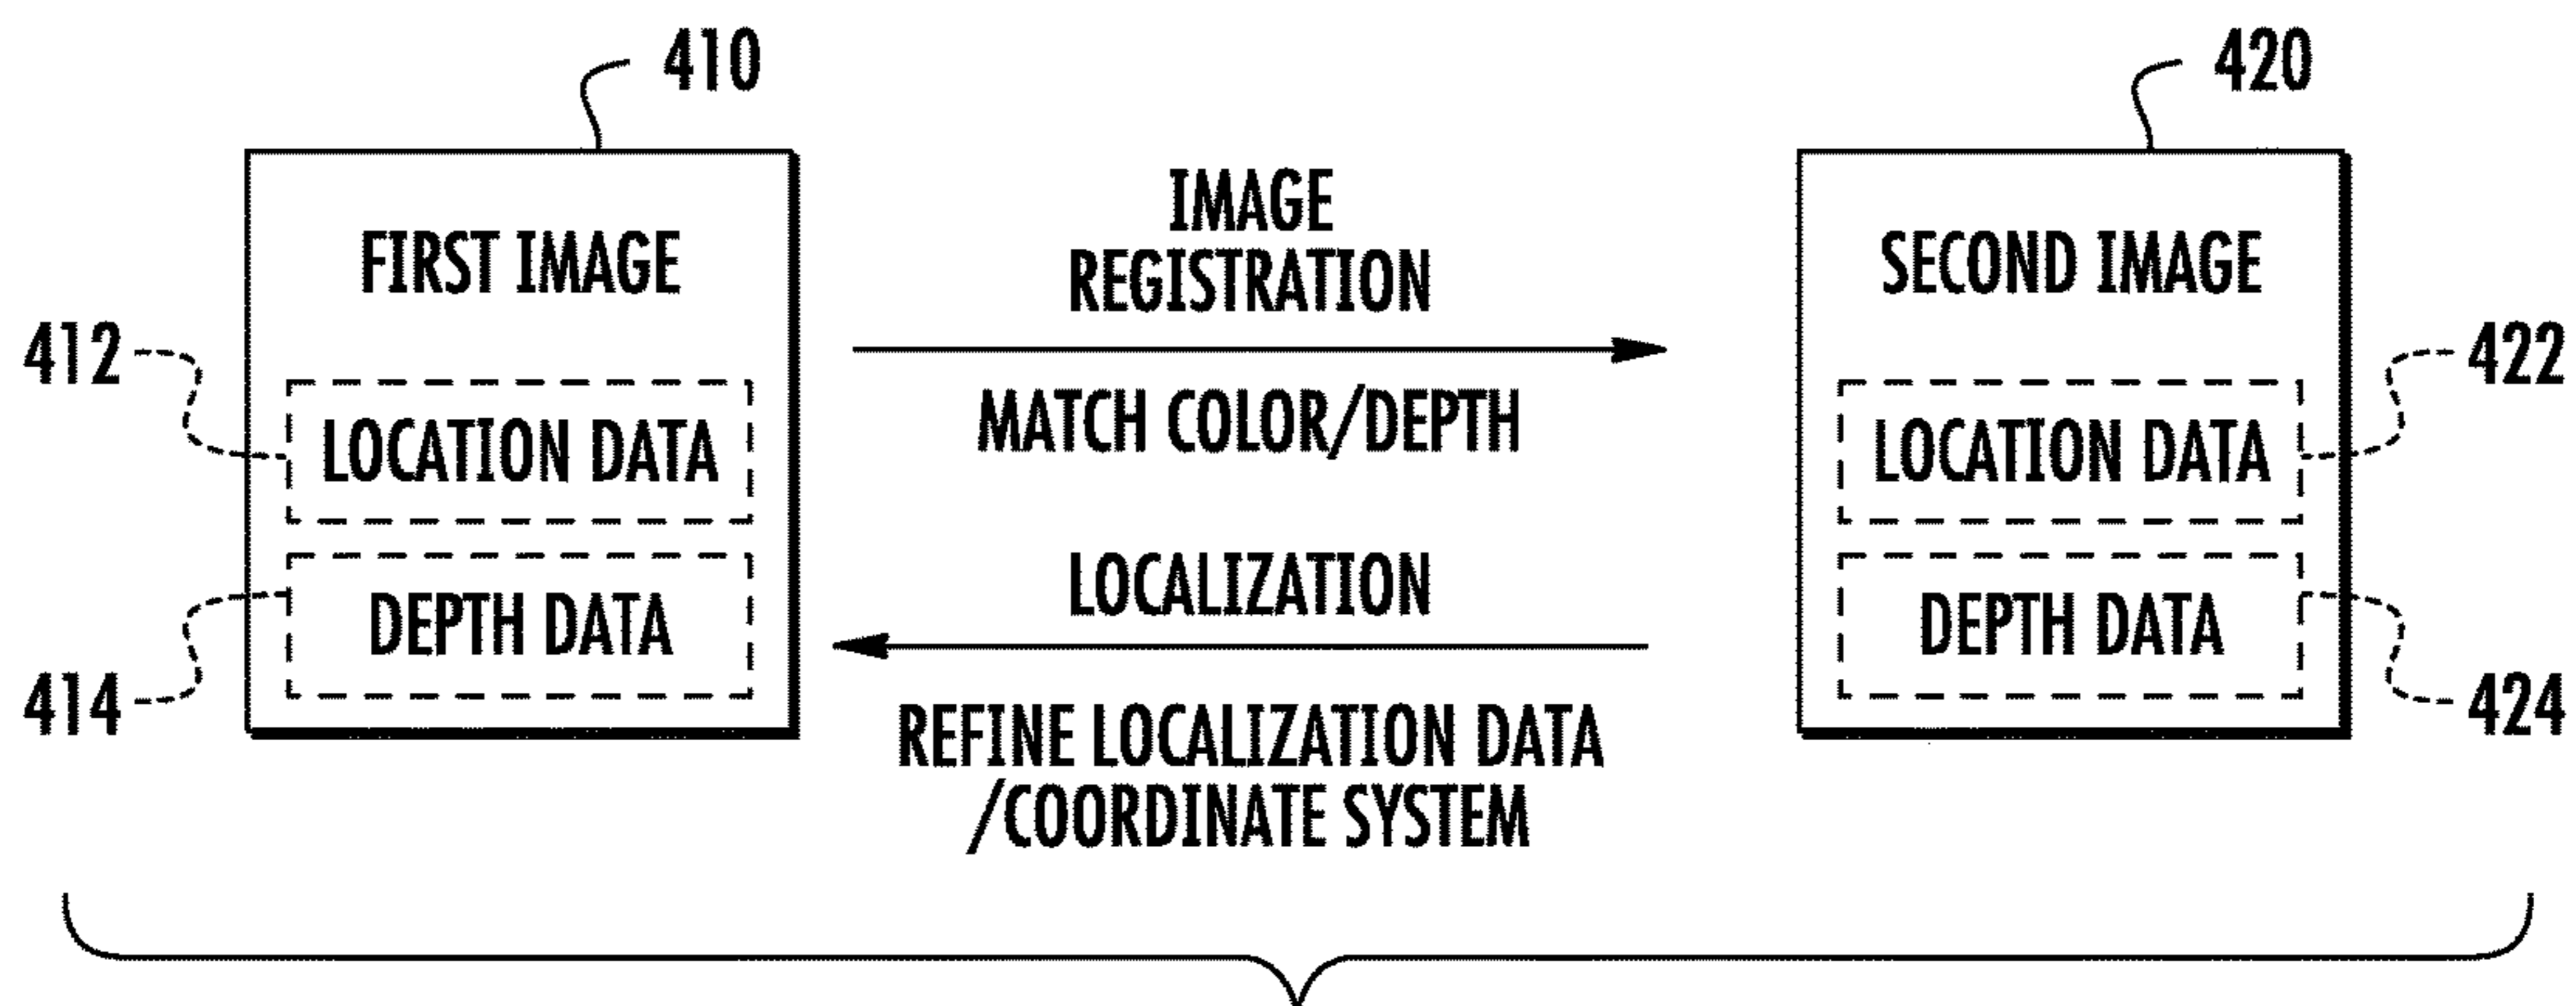 410
420
FIRST IMAGE
412
LOCATION DATA
DEPTH DATA
414
IMAGE
REGISTRATION
MATCH COLOR/DEPTH
LOCALIZATION
REFINE LOCALIZATION DATA
/COORDINATE SYSTEM
SECOND IMAGE
LOCATION DATA
422
DEPTH DATA
424